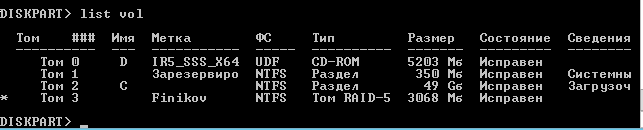 DISKPART> list vol
Том ### Имя Метка ФС Тип Размер Состояние Сведения
---------- --- ----------- ----- ---------- ------- --------- --------
Том 0 D IR5_SSS_X64 UDF CD-ROM 5203 Мб Исправен
Том 1 Зарезервиро NTFS Раздел 350 Мб Исправен Системны
Том 2 C NTFS Раздел 49 Gб Исправен Загрузоч
* Том 3 Finikov NTFS Том RAID-5 3068 Мб Исправен
DISKPART> _